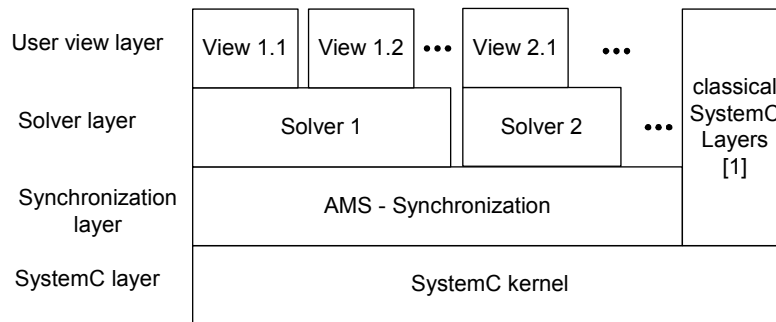 User view layer
View 1.1
View 1.2
•••
View 2.1
•••
classical
SystemC
Layers
[1]
Solver layer
Solver 1
Solver 2
•••
Synchronization
layer
AMS - Synchronization
SystemC layer
SystemC kernel